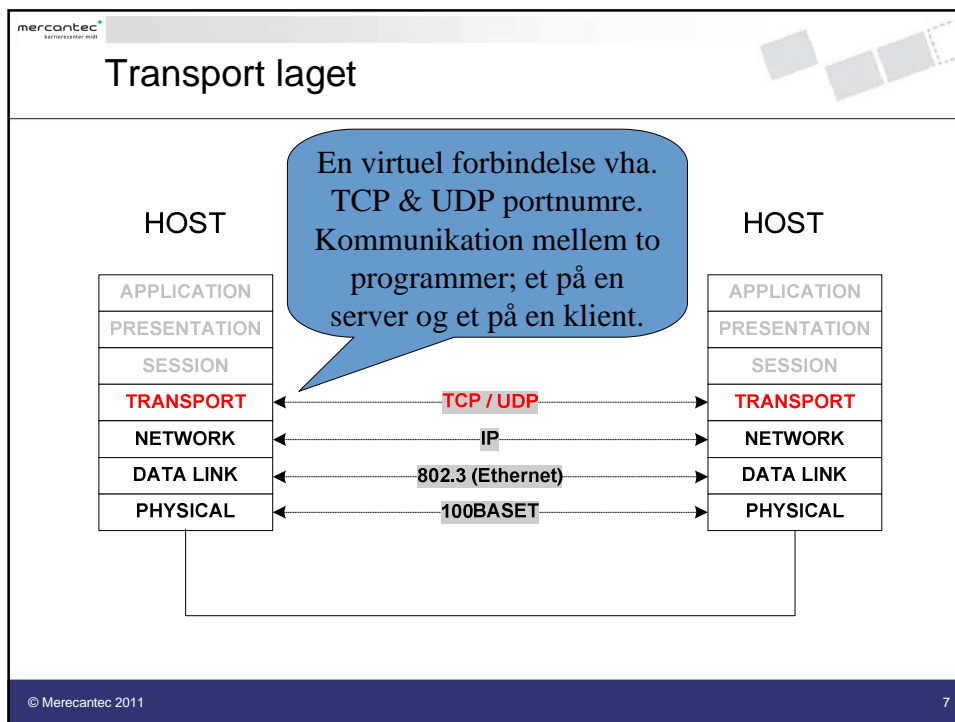 mercantec
karrierecenter midt
Transport laget
En virtuel forbindelse vha.
TCP & UDP portnumre.
Kommunikation mellem to
programmer; et på en
server og et på en klient.
HOST
HOST
APPLICATION
APPLICATION
PRESENTATION
PRESENTATION
SESSION
SESSION
TRANSPORT
TCP / UDP
TRANSPORT
NETWORK
IP
NETWORK
DATA LINK
802.3 (Ethernet)
DATA LINK
PHYSICAL
100BASET
PHYSICAL
© Merecantec 2011
7